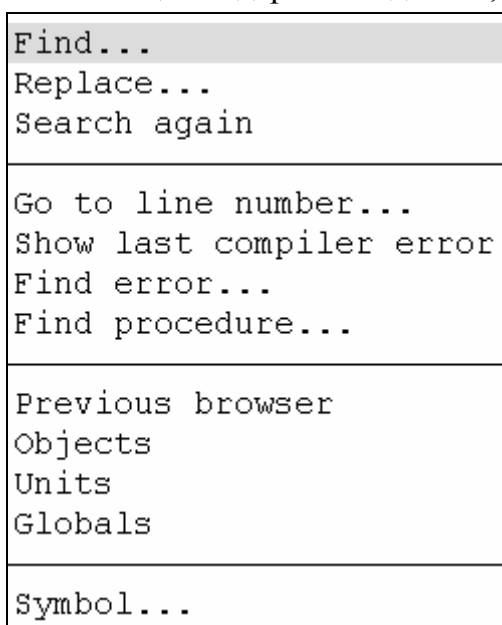 Find...
Replace...
Search again
Go to line number...
Show last compiler error
Find error...
Find procedure...
Previous browser
Objects
Units
Globals
Symbol...